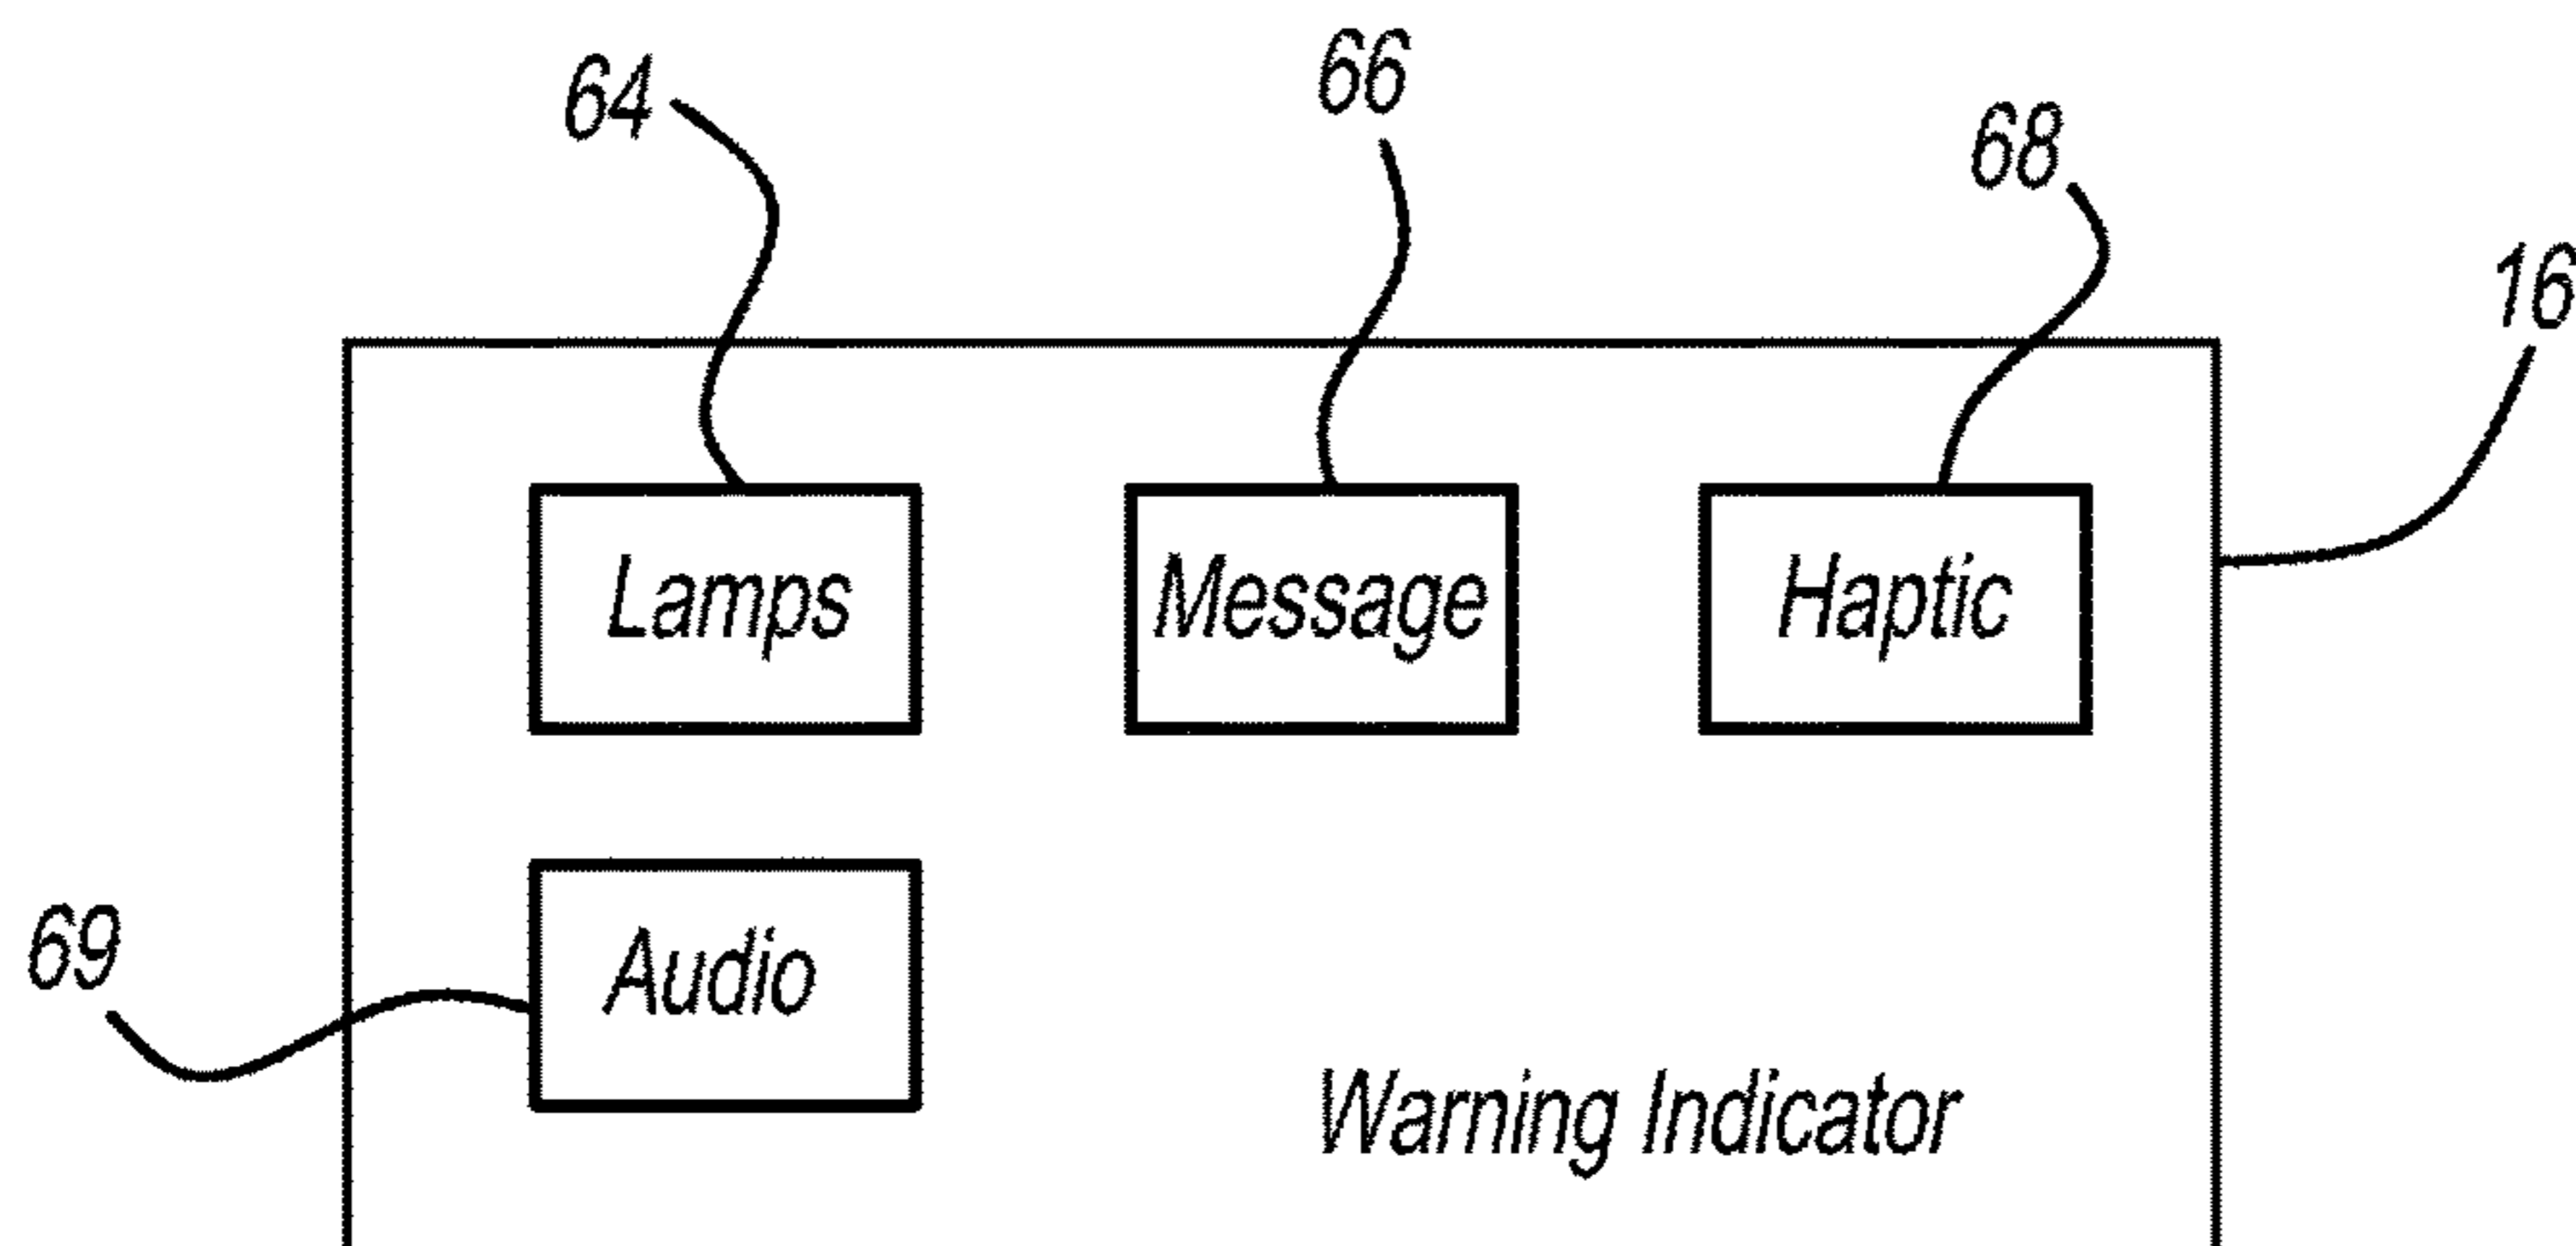 64
66
68
16
Lamps
Message
Haptic
69
Audio
Warning Indicator